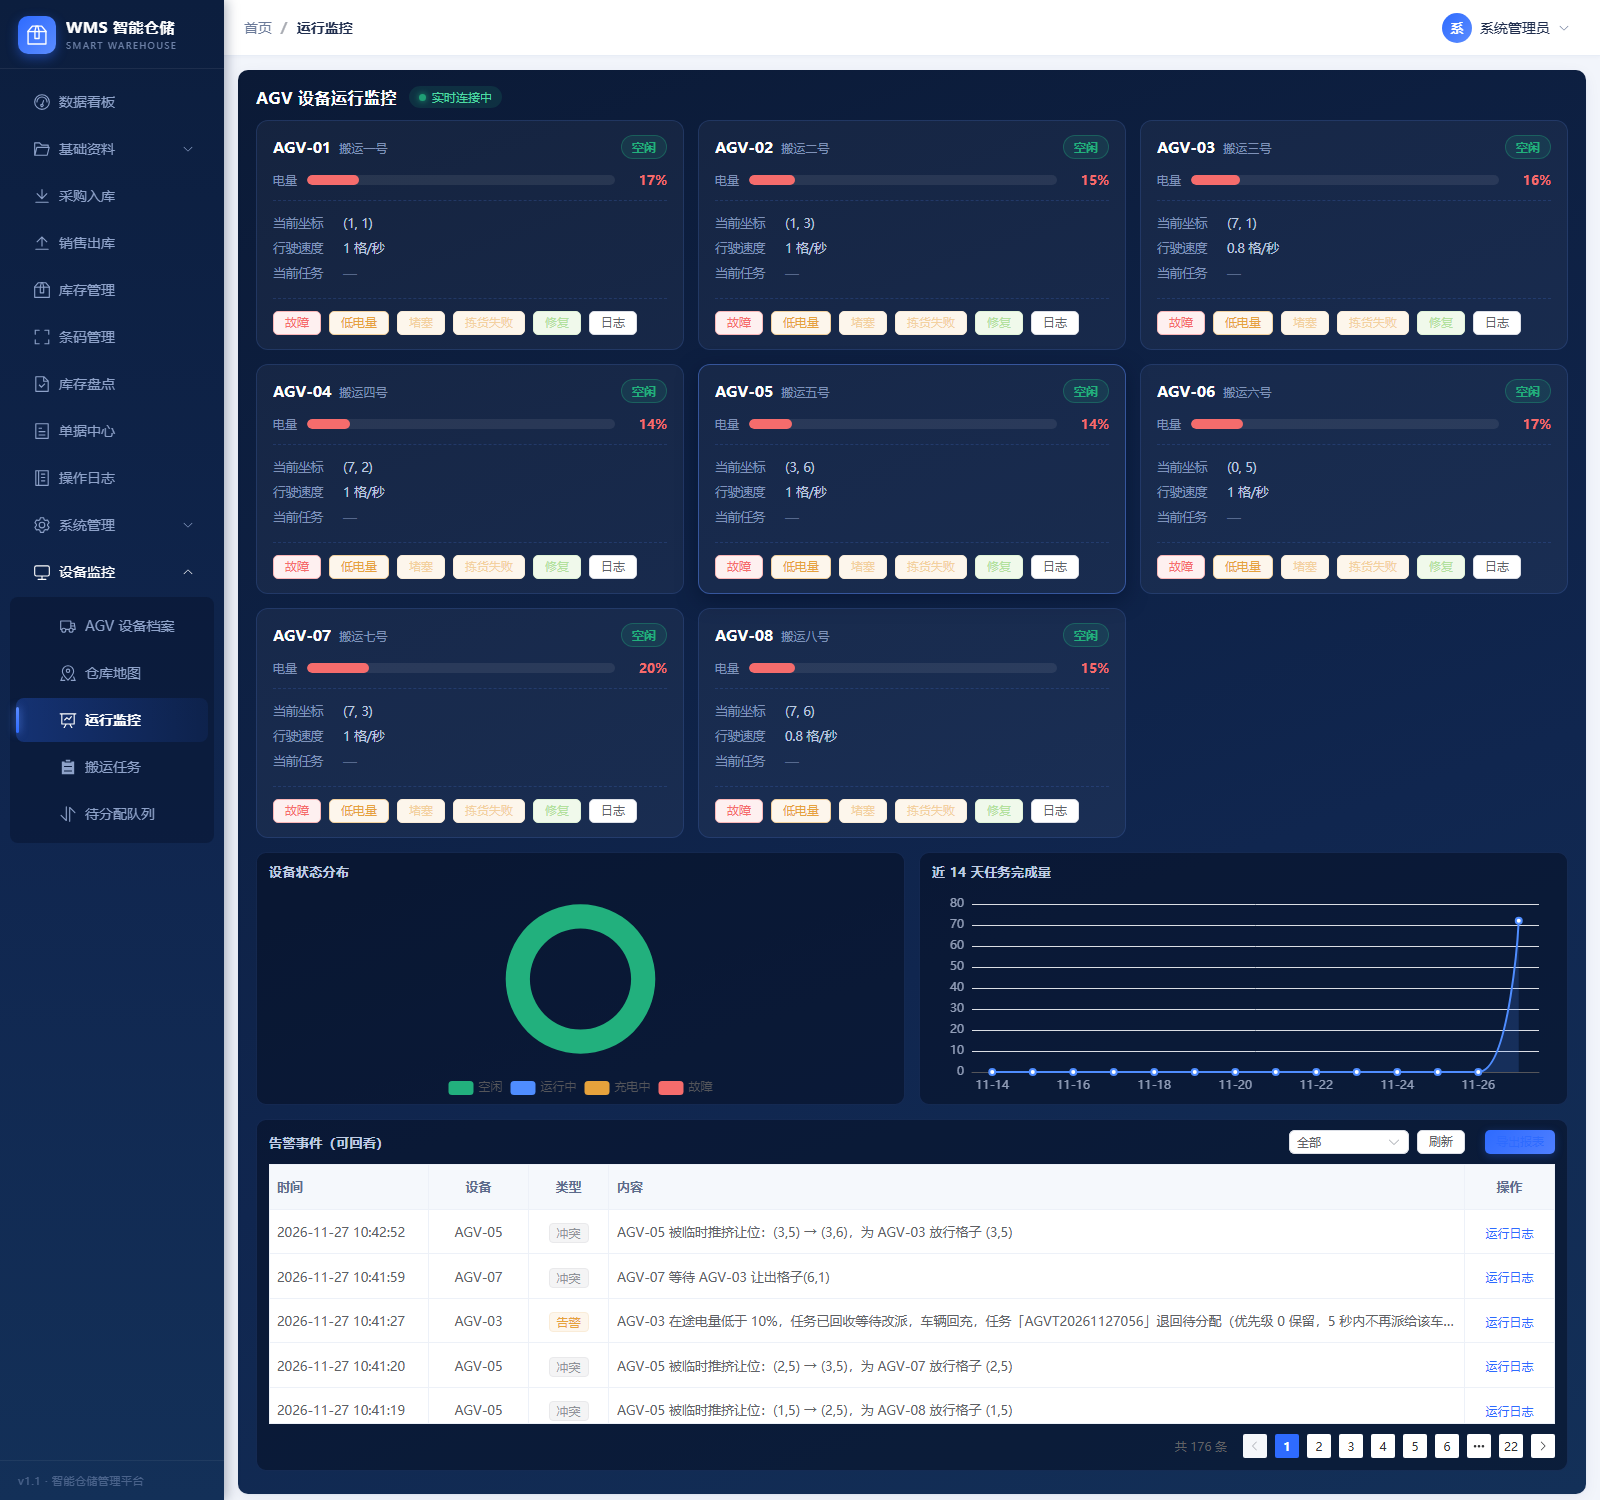 WMS 智能仓储
SMART WAREHOUSE
数据看板
基础资料
采购入库
销售出库
库存管理
条码管理
库存盘点
单据中心
操作日志
系统管理
设备监控
AGV 设备档案
仓库地图
运行监控
搬运任务
待分配队列
v1.1 · 智能仓储管理平台
首页 / 运行监控
系 系统管理员
AGV 设备运行监控 实时连接中
AGV-01 搬运一号 空闲
电量 17%
当前坐标 (1, 1)
行驶速度 1 格/秒
当前任务 —
故障 低电量 堵塞 拣货失败 修复 日志
AGV-02 搬运二号 空闲
电量 15%
当前坐标 (1, 3)
行驶速度 1 格/秒
当前任务 —
故障 低电量 堵塞 拣货失败 修复 日志
AGV-03 搬运三号 空闲
电量 16%
当前坐标 (7, 1)
行驶速度 0.8 格/秒
当前任务 —
故障 低电量 堵塞 拣货失败 修复 日志
AGV-04 搬运四号 空闲
电量 14%
当前坐标 (7, 2)
行驶速度 1 格/秒
当前任务 —
故障 低电量 堵塞 拣货失败 修复 日志
AGV-05 搬运五号 空闲
电量 14%
当前坐标 (3, 6)
行驶速度 1 格/秒
当前任务 —
故障 低电量 堵塞 拣货失败 修复 日志
AGV-06 搬运六号 空闲
电量 17%
当前坐标 (0, 5)
行驶速度 1 格/秒
当前任务 —
故障 低电量 堵塞 拣货失败 修复 日志
AGV-07 搬运七号 空闲
电量 20%
当前坐标 (7, 3)
行驶速度 1 格/秒
当前任务 —
故障 低电量 堵塞 拣货失败 修复 日志
AGV-08 搬运八号 空闲
电量 15%
当前坐标 (7, 6)
行驶速度 0.8 格/秒
当前任务 —
故障 低电量 堵塞 拣货失败 修复 日志
设备状态分布
空闲 运行中 充电中 故障
近 14 天任务完成量
80
70
60
50
40
30
20
10
0
11-14 11-16 11-18 11-20 11-22 11-24 11-26
告警事件（可回看） 全部 刷新
时间 设备 类型 内容 操作
2026-11-27 10:42:52 AGV-05 冲突 AGV-05 被临时推挤让位：(3,5) → (3,6)，为 AGV-03 放行格子 (3,5) 运行日志
2026-11-27 10:41:59 AGV-07 冲突 AGV-07 等待 AGV-03 让出格子(6,1) 运行日志
2026-11-27 10:41:27 AGV-03 告警 AGV-03 在途电量低于 10%，任务已回收等待改派，车辆回充，任务「AGVT20261127056」退回待分配（优先级 0 保留，5 秒内不再派给该车... 运行日志
2026-11-27 10:41:20 AGV-05 冲突 AGV-05 被临时推挤让位：(2,5) → (3,5)，为 AGV-07 放行格子 (2,5) 运行日志
2026-11-27 10:41:19 AGV-05 冲突 AGV-05 被临时推挤让位：(1,5) → (2,5)，为 AGV-08 放行格子 (1,5) 运行日志
共 176 条 1 2 3 4 5 6 ••• 22